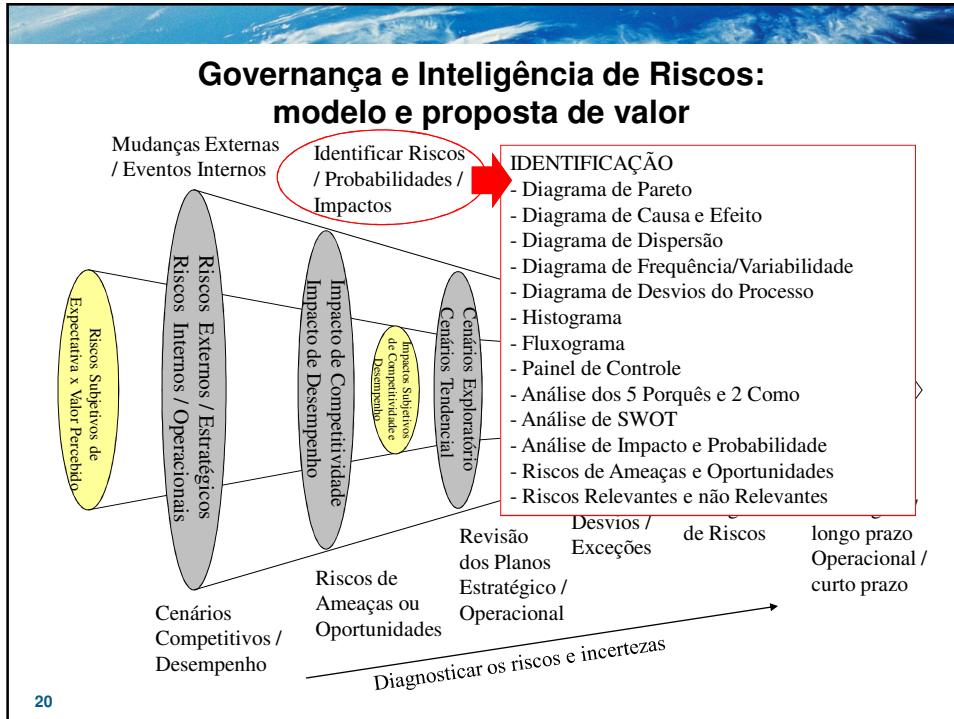 Governança e Inteligência de Riscos:
modelo e proposta de valor
Mudanças Externas
/ Eventos Internos
Identificar Riscos
/ Probabilidades /
Impactos
IDENTIFICAÇÃO
- Diagrama de Pareto
- Diagrama de Causa e Efeito
- Diagrama de Dispersão
- Diagrama de Frequência/Variabilidade
- Diagrama de Desvios do Processo
- Histograma
- Fluxograma
- Painel de Controle
- Análise dos 5 Porquês e 2 Como
- Análise de SWOT
- Análise de Impacto e Probabilidade
- Riscos de Ameaças e Oportunidades
- Riscos Relevantes e não Relevantes
Riscos Subjetivos de
Expectativa x Valor Percebido
Riscos Externos / Estratégicos
Riscos Internos / Operacionais
Impacto de Competitividade
Impacto de Desempenho
Impactos Subjetivos
de Competitividade e
Desempenho
Cenários Exploratório
Cenários Tendencial
Cenários
Competitivos /
Desempenho
Riscos de
Ameaças ou
Oportunidades
Revisão
dos Planos
Estratégico /
Operacional
Desvios /
Exceções
de Riscos
longo prazo
Operacional /
curto prazo
Diagnosticar os riscos e incertezas
20